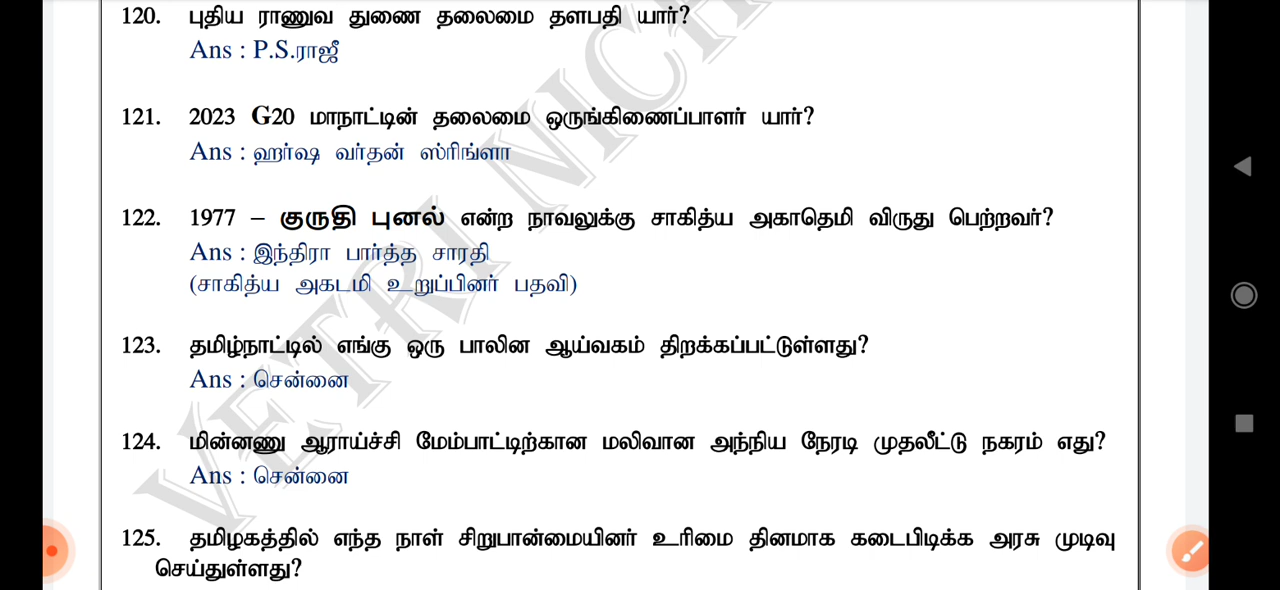 120. புதிய ராணுவ துணை தலைமை தளபதி யார்?
Ans : P.S.ராஜீ
121. 2023 G20 மாநாட்டின் தலைமை ஒருங்கிணைப்பாளர் யார்?
Ans : ஹர்ஷ வர்தன் ஸ்ரிங்ளா
122. 1977 – குருதி புனல் என்ற நாவலுக்கு சாகித்ய அகாதெமி விருது பெற்றவர்?
Ans : இந்திரா பார்த்த சாரதி
(சாகித்ய அகடமி உறுப்பினர் பதவி)
123. தமிழ்நாட்டில் எங்கு ஒரு பாலின ஆய்வகம் திறக்கப்பட்டுள்ளது?
Ans : சென்னை
124. மின்னணு ஆராய்ச்சி மேம்பாட்டிற்கான மலிவான அந்நிய நேரடி முதலீட்டு நகரம் எது?
Ans : சென்னை
125. தமிழகத்தில் எந்த நாள் சிறுபான்மையினர் உரிமை தினமாக கடைபிடிக்க அரசு முடிவு
செய்துள்ளது?